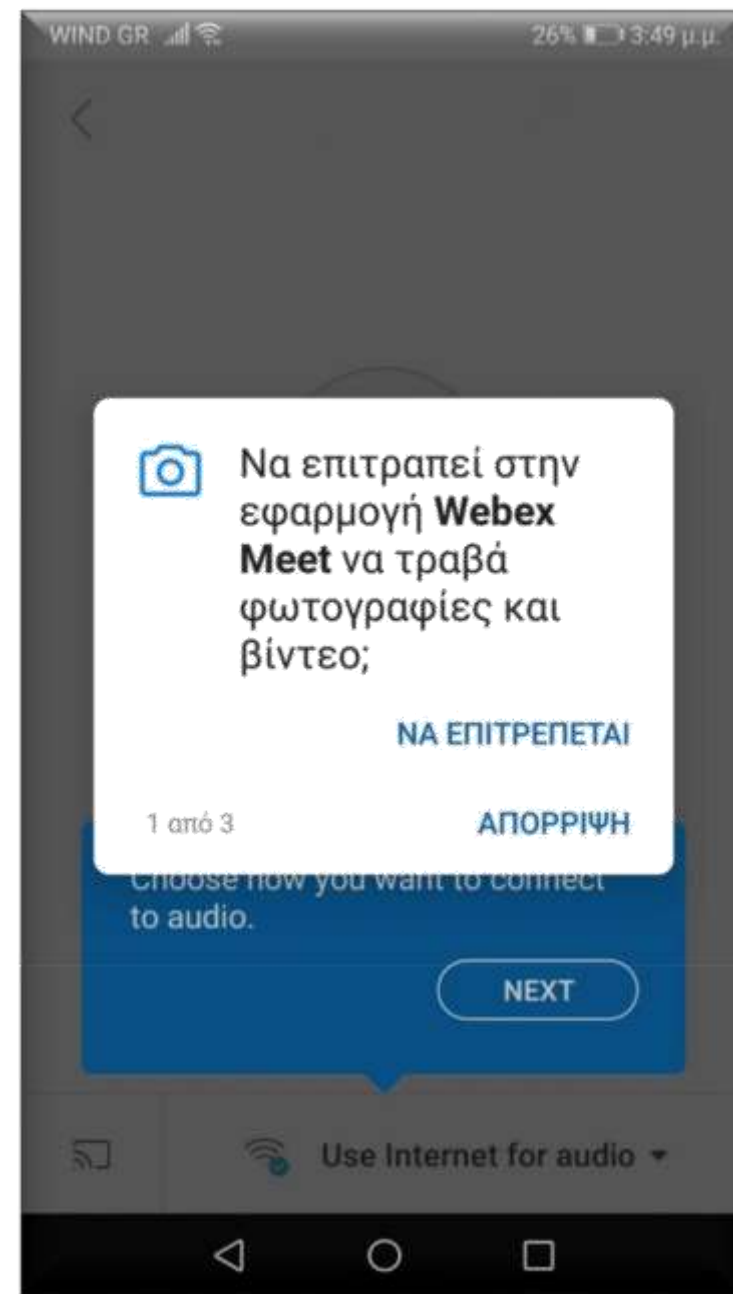 WIND GR 26% 3:49 μ.μ.
Να επιτραπεί στην
εφαρμογή Webex
Meet να τραβά
φωτογραφίες και
βίντεο;
ΝΑ ΕΠΙΤΡΕΠΕΤΑΙ
1 από 3 ΑΠΟΡΡΙΨΗ
Choose how you want to connect
to audio.
NEXT
Use Internet for audio